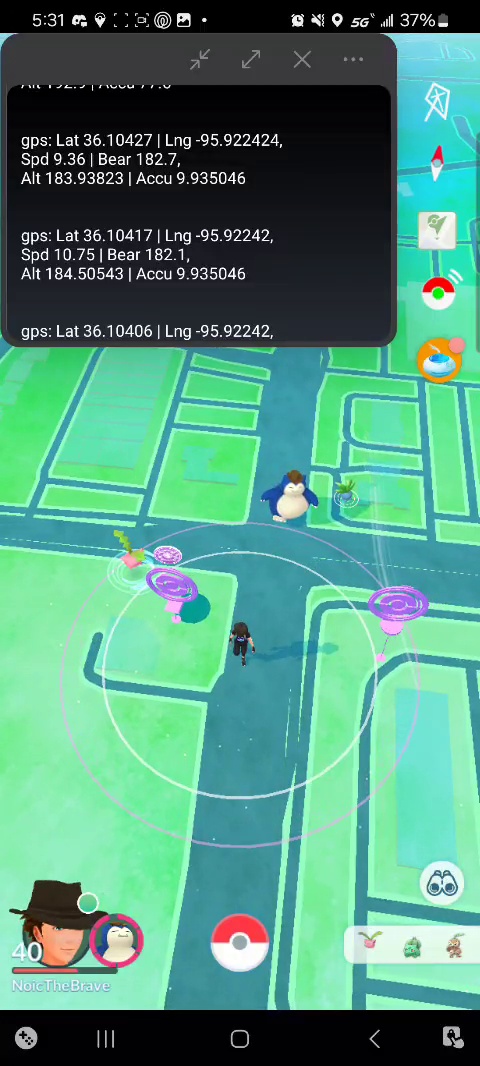 5:31
5G
37%
Alt 192.9 | Accu 77.0
gps: Lat 36.10427 | Lng -95.922424,
Spd 9.36 | Bear 182.7,
Alt 183.93823 | Accu 9.935046
gps: Lat 36.10417 | Lng -95.92242,
Spd 10.75 | Bear 182.1,
Alt 184.50543 | Accu 9.935046
gps: Lat 36.10406 | Lng -95.92242,
40
NoicTheBrave